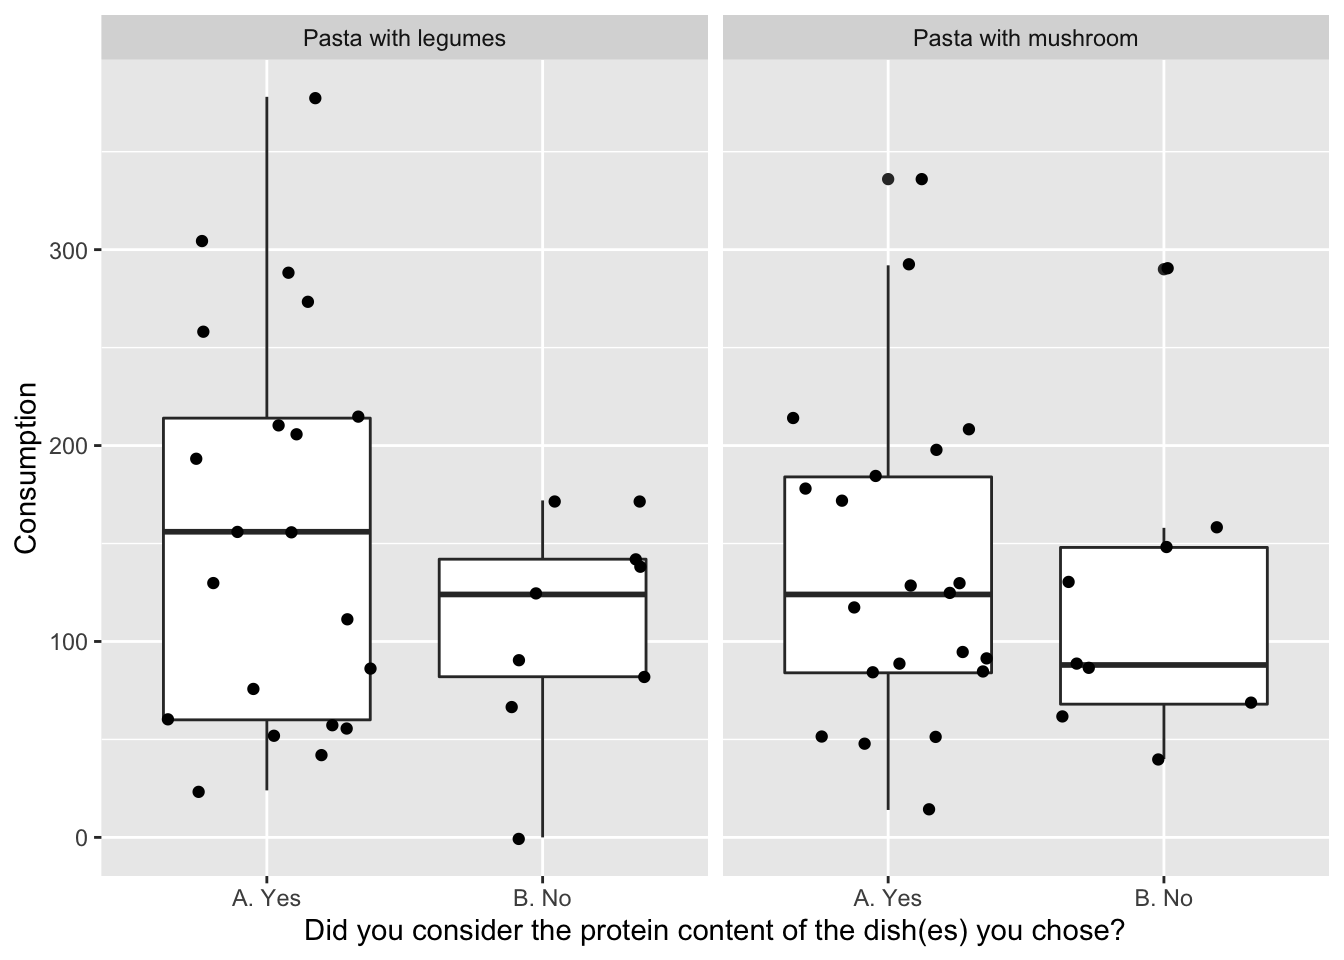 Pasta with legumes
Pasta with mushroom
300
200
100
0
Consumption
A. Yes
B. No
A. Yes
B. No
Did you consider the protein content of the dish(es) you chose?